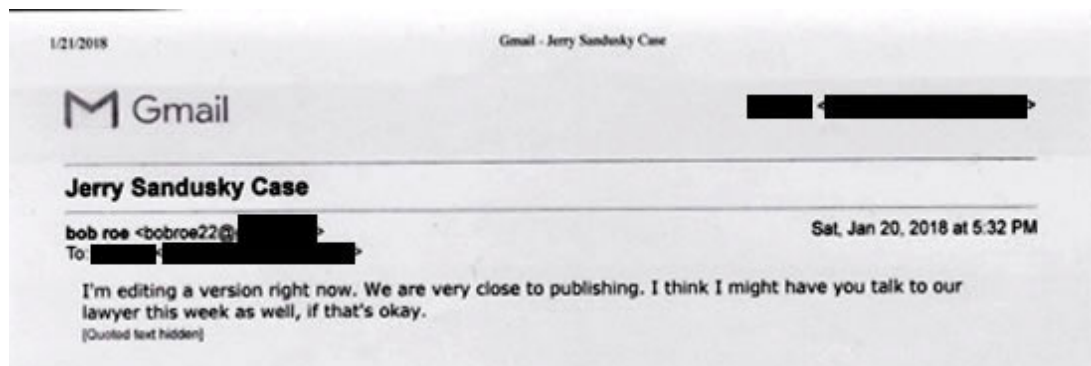 1/21/2018 Gmail - Jerry Sandusky Case
M Gmail
Jerry Sandusky Case
bob roe <bobroe22@ > Sat, Jan 20, 2018 at 5:32 PM
To: < >
I'm editing a version right now. We are very close to publishing. I think I might have you talk to our
lawyer this week as well, if that's okay.
[Quoted text hidden]